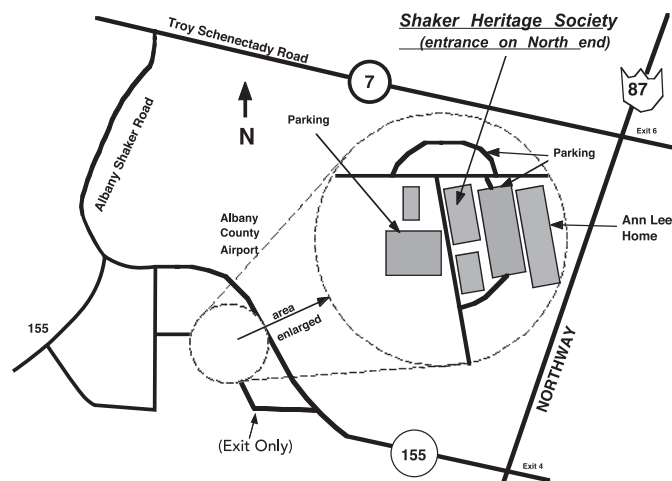 Shaker Heritage Society
(entrance on North end)
Troy Schenectady Road
7
87
Exit 6
N
Parking
Parking
Albany Shaker Road
Albany
County
Airport
Ann Lee
Home
area
enlarged
155
NORTHWAY
(Exit Only)
155
Exit 4